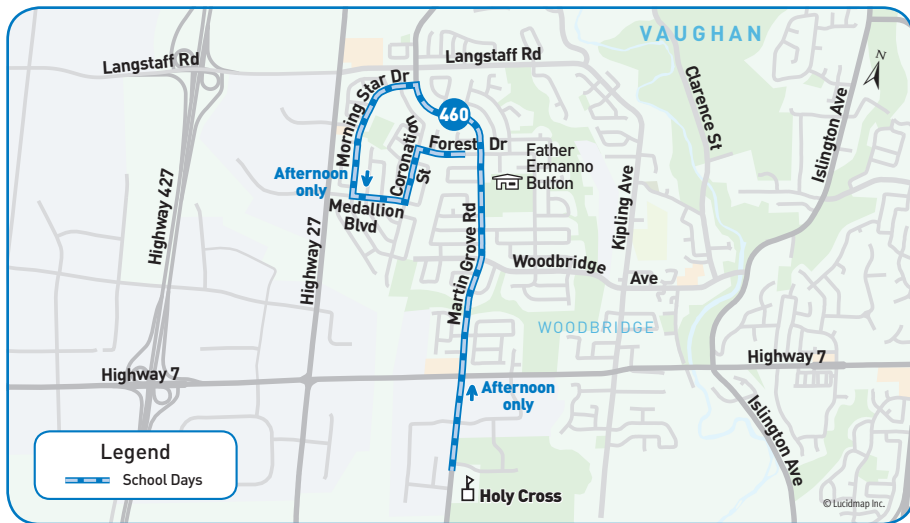 VAUGHAN
N
Langstaff Rd
Langstaff Rd
Morning Star Dr
Clarence St
Islington Ave
460
Coronation
St
Forest Dr
Father
Ermanno
Bulfon
Afternoon
only
Medallion
Blvd
Highway 427
Highway 27
Martin Grove Rd
Kipling Ave
Woodbridge
Ave
WOODBRIDGE
Highway 7
Highway 7
Afternoon
only
Islington Ave
Legend
School Days
Holy Cross
© Lucidmap Inc.